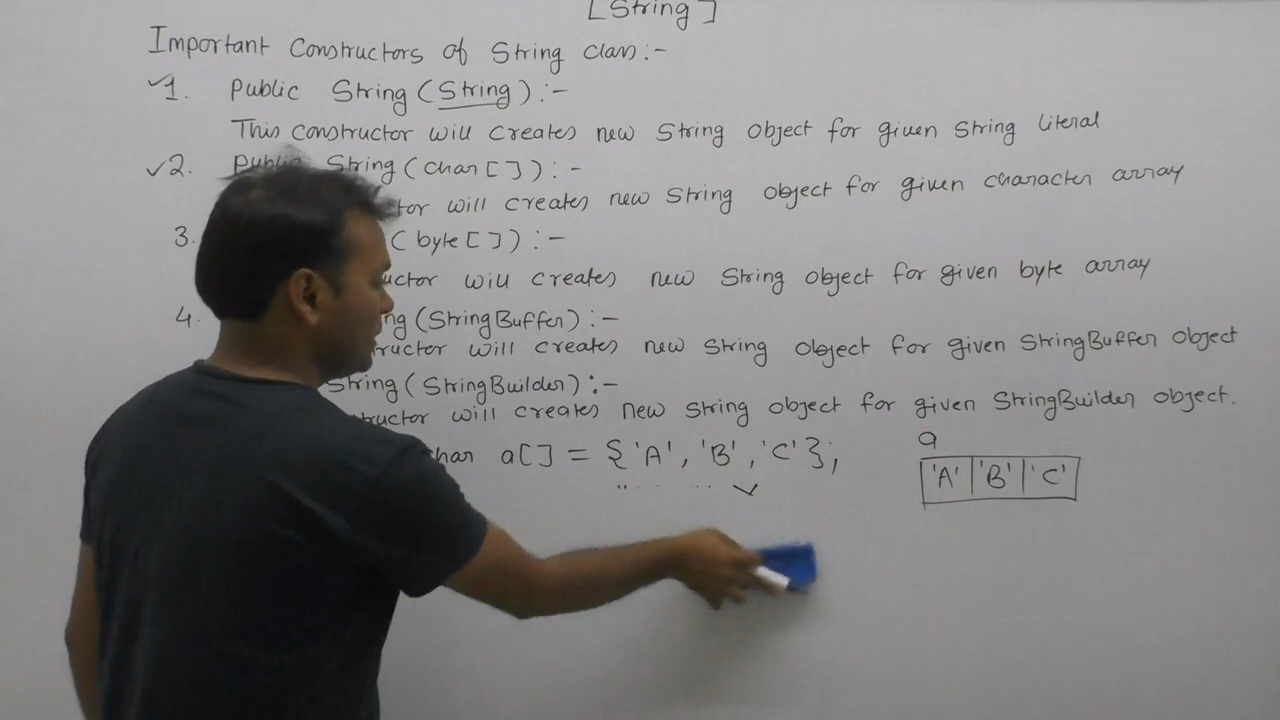 [String]
Important Constructors of String class:-
✓1. Public String (String) :-
This constructor will creates new String object for given String literal
✓2. Public String (char[]) :-
will creates new String object for given character array
3. (byte[]) :-
will creates new String object for given byte array
4. (StringBuffer) :-
will creates new String object for given StringBuffer object
String (StringBuilder) :-
will creates new String object for given StringBuilder object.
a[] = {'A', 'B', 'C'};
a
'A' 'B' 'C'